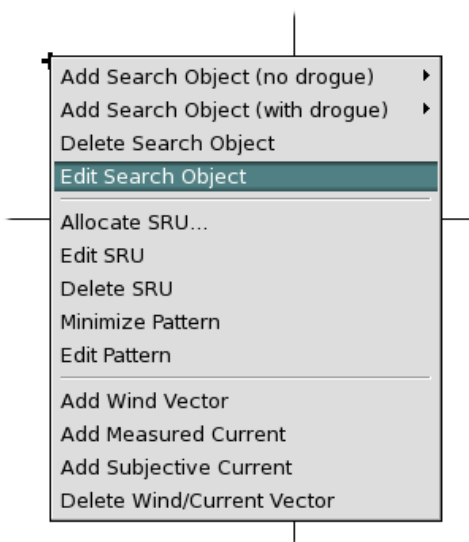 Add Search Object (no drogue)
Add Search Object (with drogue)
Delete Search Object
Edit Search Object
Allocate SRU...
Edit SRU
Delete SRU
Minimize Pattern
Edit Pattern
Add Wind Vector
Add Measured Current
Add Subjective Current
Delete Wind/Current Vector